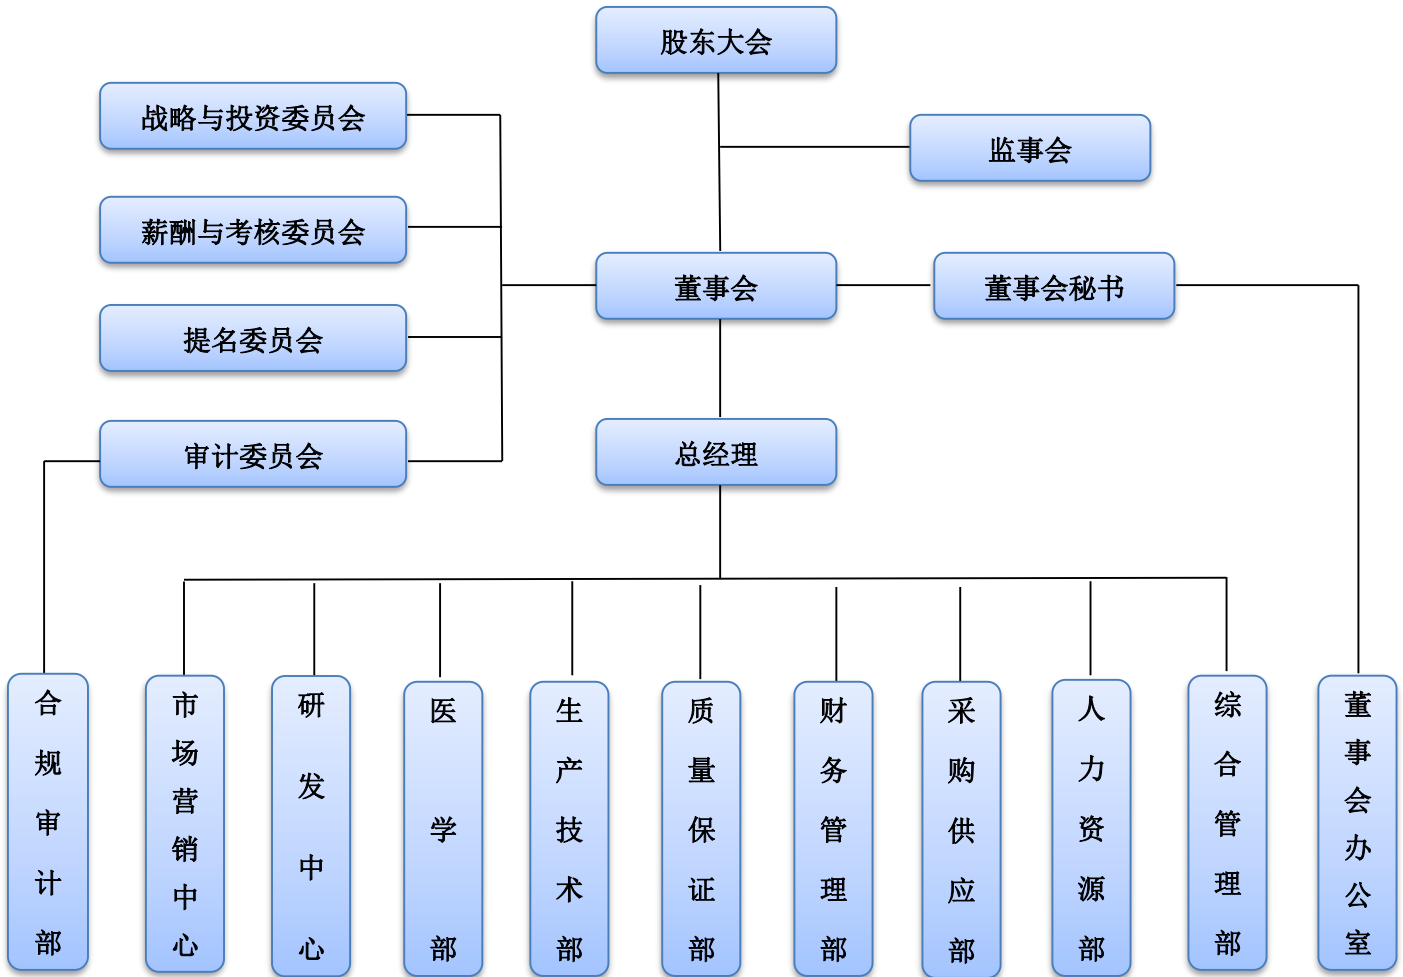 股东大会
战略与投资委员会
监事会
薪酬与考核委员会
董事会
董事会秘书
提名委员会
审计委员会
总经理
合规审计部
市场营销中心
研发中心
医学部
生产技术部
质量保证部
财务管理部
采购供应部
人力资源部
综合管理部
董事会办公室